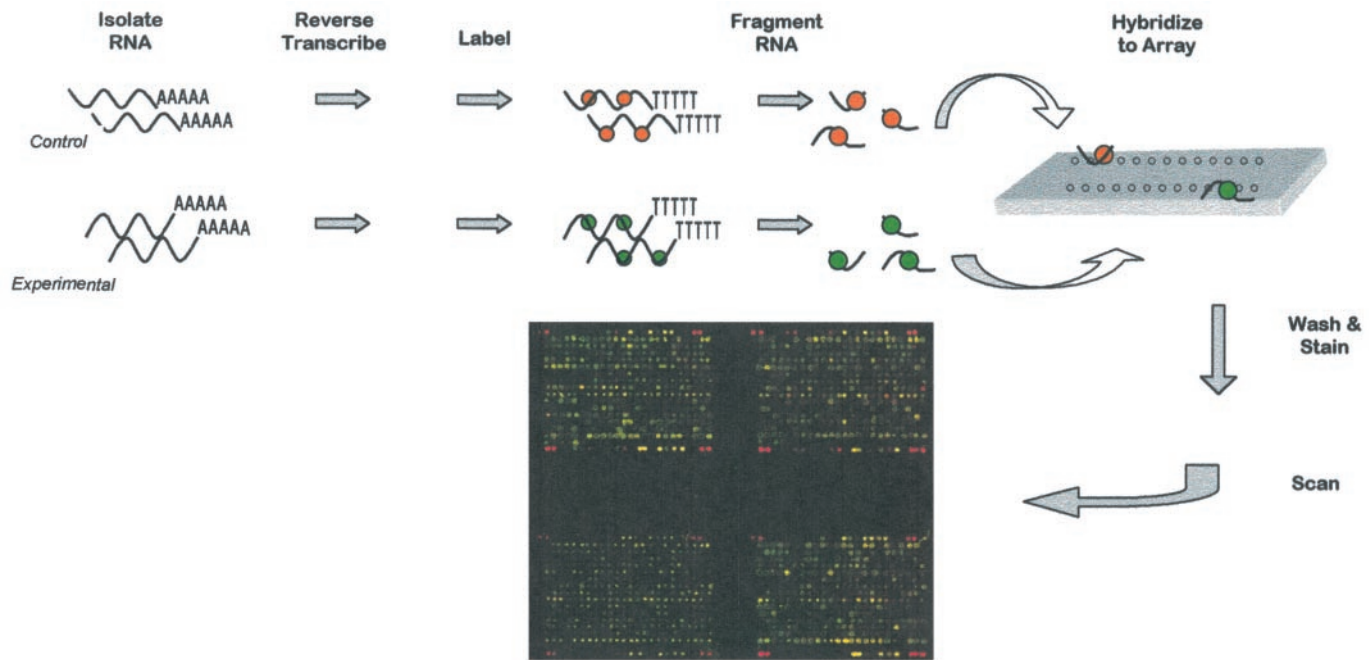 Isolate
RNA
Reverse
Transcribe
Label
Fragment
RNA
Hybridize
to Array
AAAAA
AAAAA
Control
TTTTT
TTTTT
AAAAA
AAAAA
Experimental
TTTTT
TTTTT
Wash &
Stain
Scan